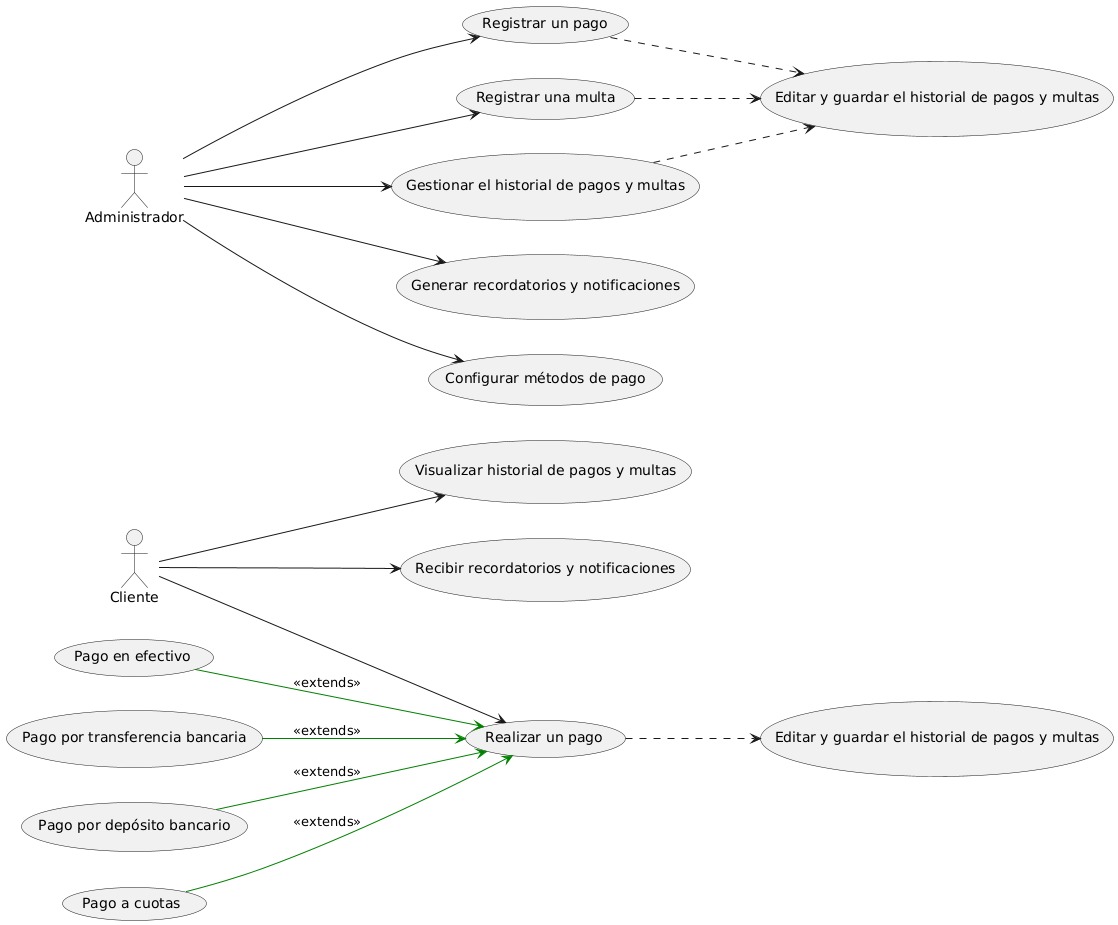 Registrar un pago
Registrar una multa
Editar y guardar el historial de pagos y multas
Administrador
Gestionar el historial de pagos y multas
Generar recordatorios y notificaciones
Configurar métodos de pago
Visualizar historial de pagos y multas
Recibir recordatorios y notificaciones
Cliente
Pago en efectivo
«extends»
Pago por transferencia bancaria
«extends»
Realizar un pago
Editar y guardar el historial de pagos y multas
«extends»
Pago por depósito bancario
«extends»
Pago a cuotas